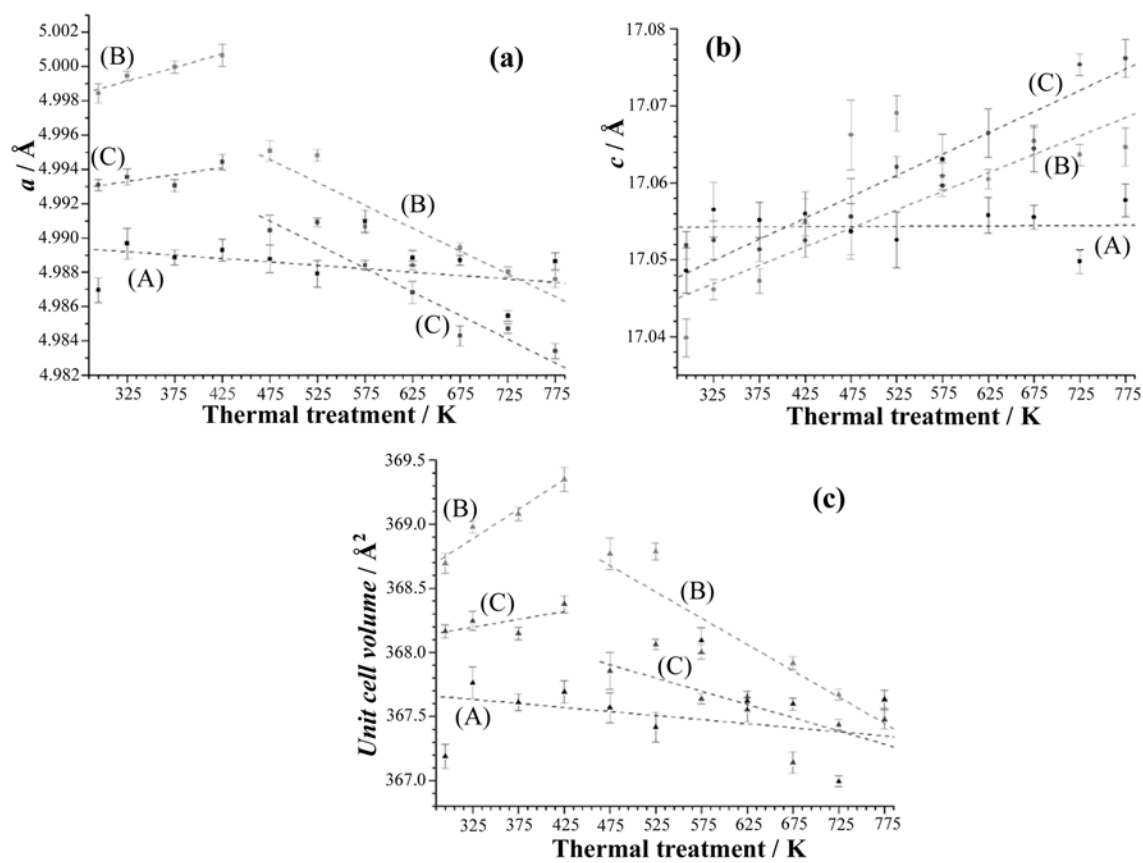 (a)
5.002
5.000
4.998
4.996
4.994
4.992
4.990
4.988
4.986
4.984
4.982
a / Å
(B)
(C)
(A)
(B)
(C)
325 375 425 475 525 575 625 675 725 775
Thermal treatment / K
(b)
17.08
17.07
17.06
17.05
17.04
c / Å
(C)
(B)
(A)
325 375 425 475 525 575 625 675 725 775
Thermal treatment / K
(c)
369.5
369.0
368.5
368.0
367.5
367.0
Unit cell volume / Å²
(B)
(C)
(A)
(B)
(C)
325 375 425 475 525 575 625 675 725 775
Thermal treatment / K